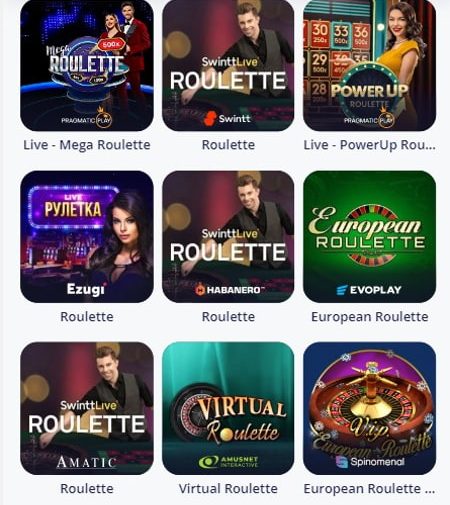 Mega
500x
ROULETTE
PRAGMATIC PLAY
Live - Mega Roulette
SwinttLive
ROULETTE
Swintt
Roulette
30 33 36
29 50x 35
28
POWER UP
ROULETTE
PRAGMATIC PLAY
Live - PowerUp Rou...
LIVE
РУЛЕТКА
Ezugi
Roulette
SwinttLive
ROULETTE
HABANERO
Roulette
European
ROULETTE
EVOPLAY
European Roulette
SwinttLive
ROULETTE
AMATIC
Roulette
VIRTUAL
Roulette
AMUSNET
INTERACTIVE
Virtual Roulette
Vip
European Roulette
Spinomenal
European Roulette ...